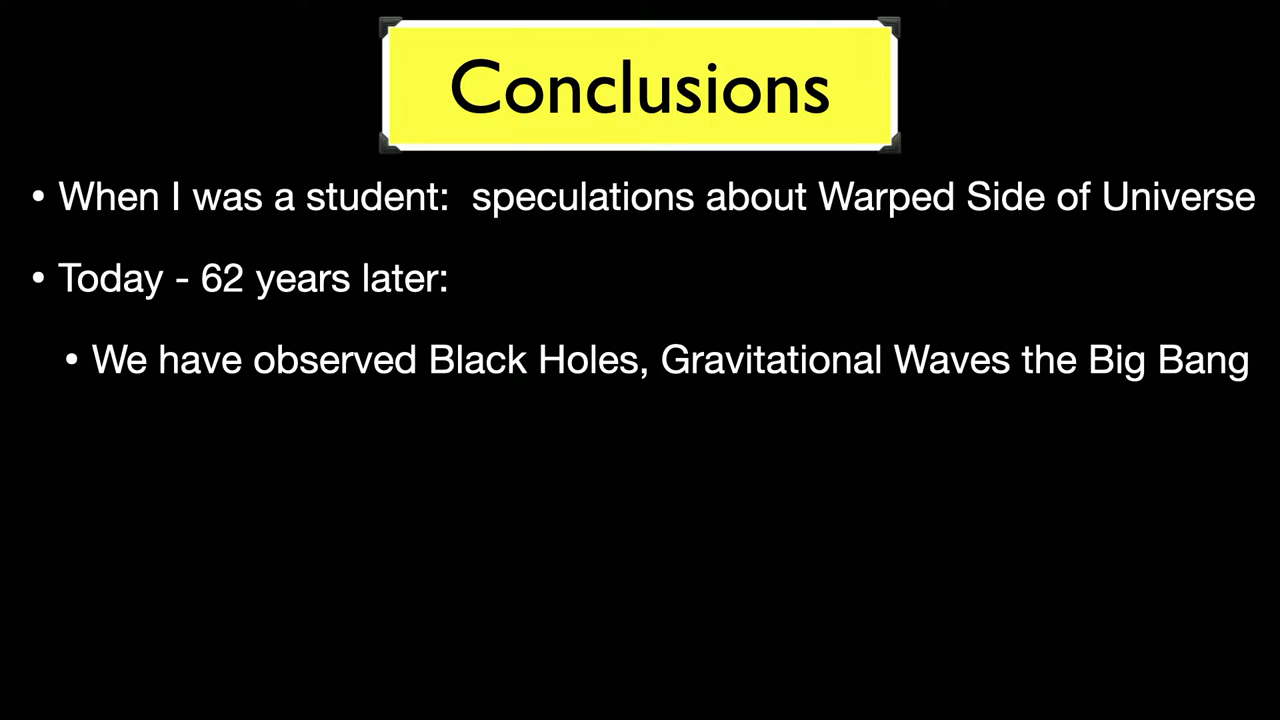 Conclusions
• When I was a student:  speculations about Warped Side of Universe
• Today - 62 years later:
• We have observed Black Holes, Gravitational Waves the Big Bang